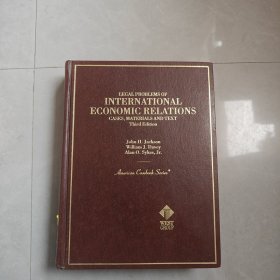 LEGAL PROBLEMS OF
INTERNATIONAL
ECONOMIC RELATIONS
CASES, MATERIALS AND TEXT
Third Edition
John H. Jackson
William J. Davey
Alan O. Sykes, Jr.
American Casebook Series®
WEST
GROUP